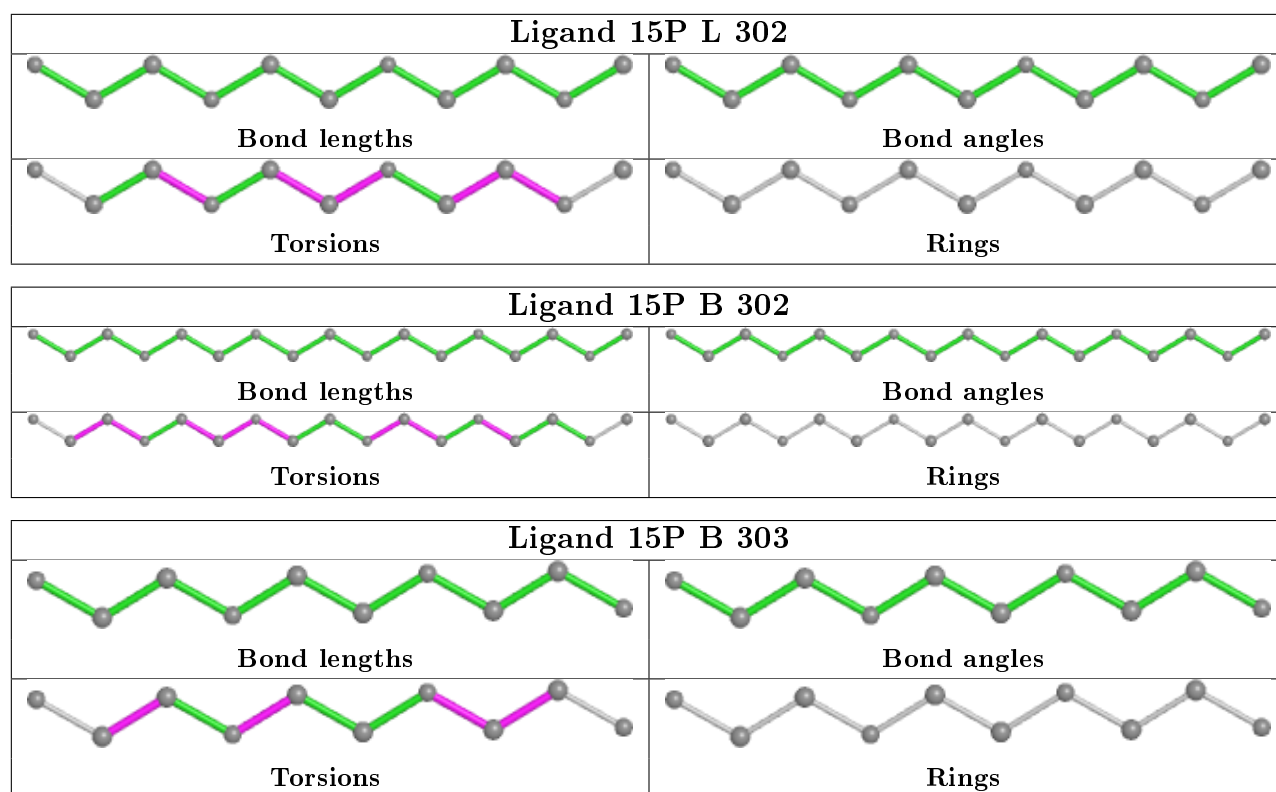 Ligand 15P L 302
Bond lengths
Bond angles
Torsions
Rings
Ligand 15P B 302
Bond lengths
Bond angles
Torsions
Rings
Ligand 15P B 303
Bond lengths
Bond angles
Torsions
Rings